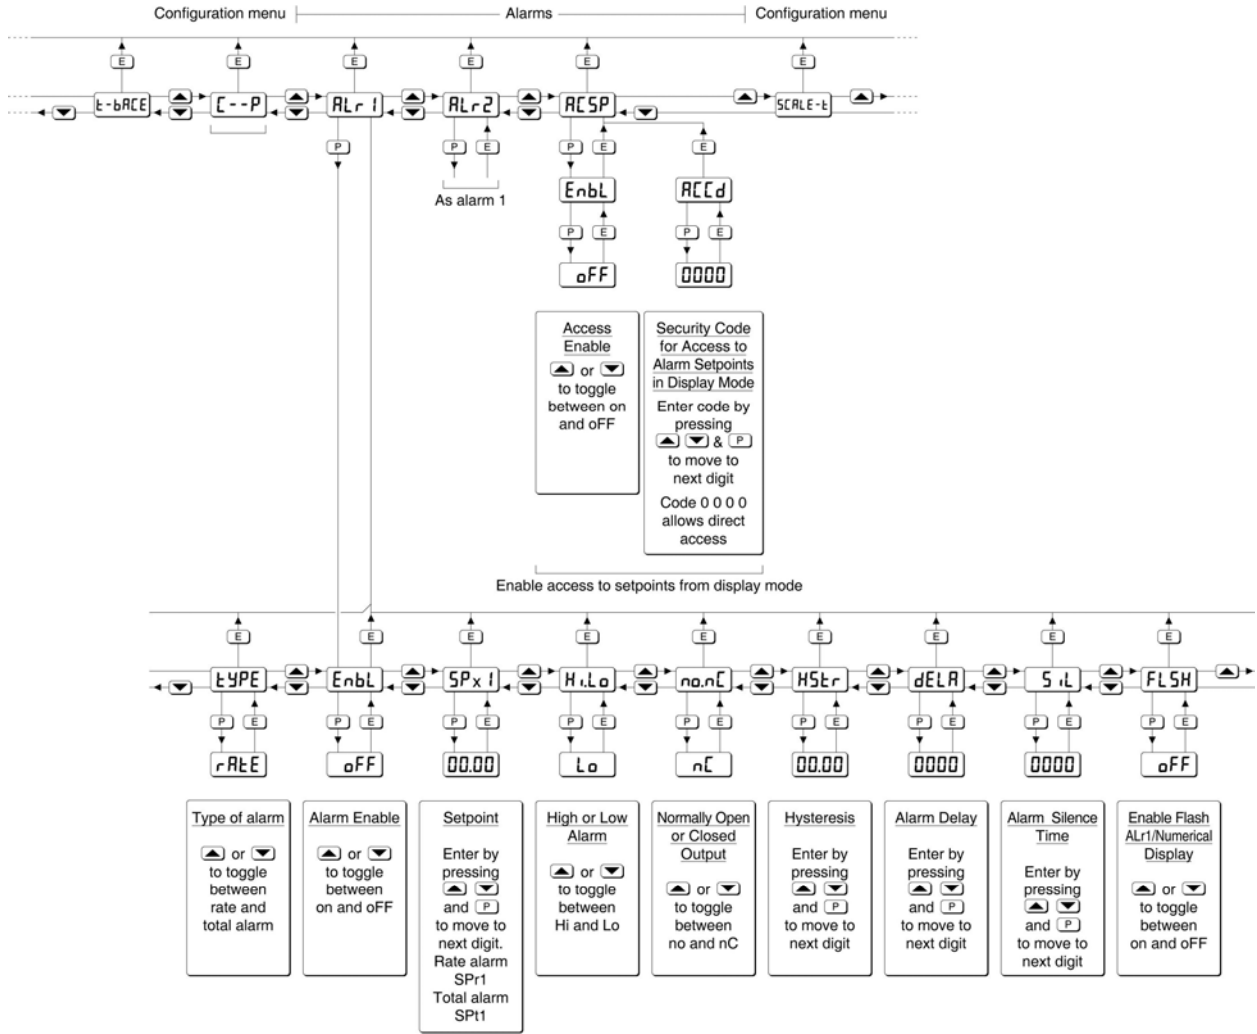 Configuration menu
Alarms
Configuration menu
E E E E E E
t-bACE C--P ALr1 ALr2 ACSP SCALE-t
P P E P E E
As alarm 1
EnbL ACCd
P E P E
oFF 0000
Access
Enable
or
to toggle
between on
and oFF
Security Code
for Access to
Alarm Setpoints
in Display Mode
Enter code by
pressing
& P
to move to
next digit
Code 0 0 0 0
allows direct
access
Enable access to setpoints from display mode
E E E E E E E E E
tYPE EnbL SPx1 Hi.Lo no.nC HStr dELA SiL FLSH
P E P E P E P E P E P E P E P E P E
rAtE oFF 00.00 Lo nC 00.00 0000 0000 oFF
Type of alarm
or
to toggle
between
rate and
total alarm
Alarm Enable
or
to toggle
between
on and oFF
Setpoint
Enter by
pressing
and P
to move to
next digit.
Rate alarm
SPr1
Total alarm
SPt1
High or Low
Alarm
or
to toggle
between
Hi and Lo
Normally Open
or Closed
Output
or
to toggle
between
no and nC
Hysteresis
Enter by
pressing
and P
to move to
next digit
Alarm Delay
Enter by
pressing
and P
to move to
next digit
Alarm Silence
Time
Enter by
pressing
and P
to move to
next digit
Enable Flash
ALr1/Numerical
Display
or
to toggle
between
on and oFF